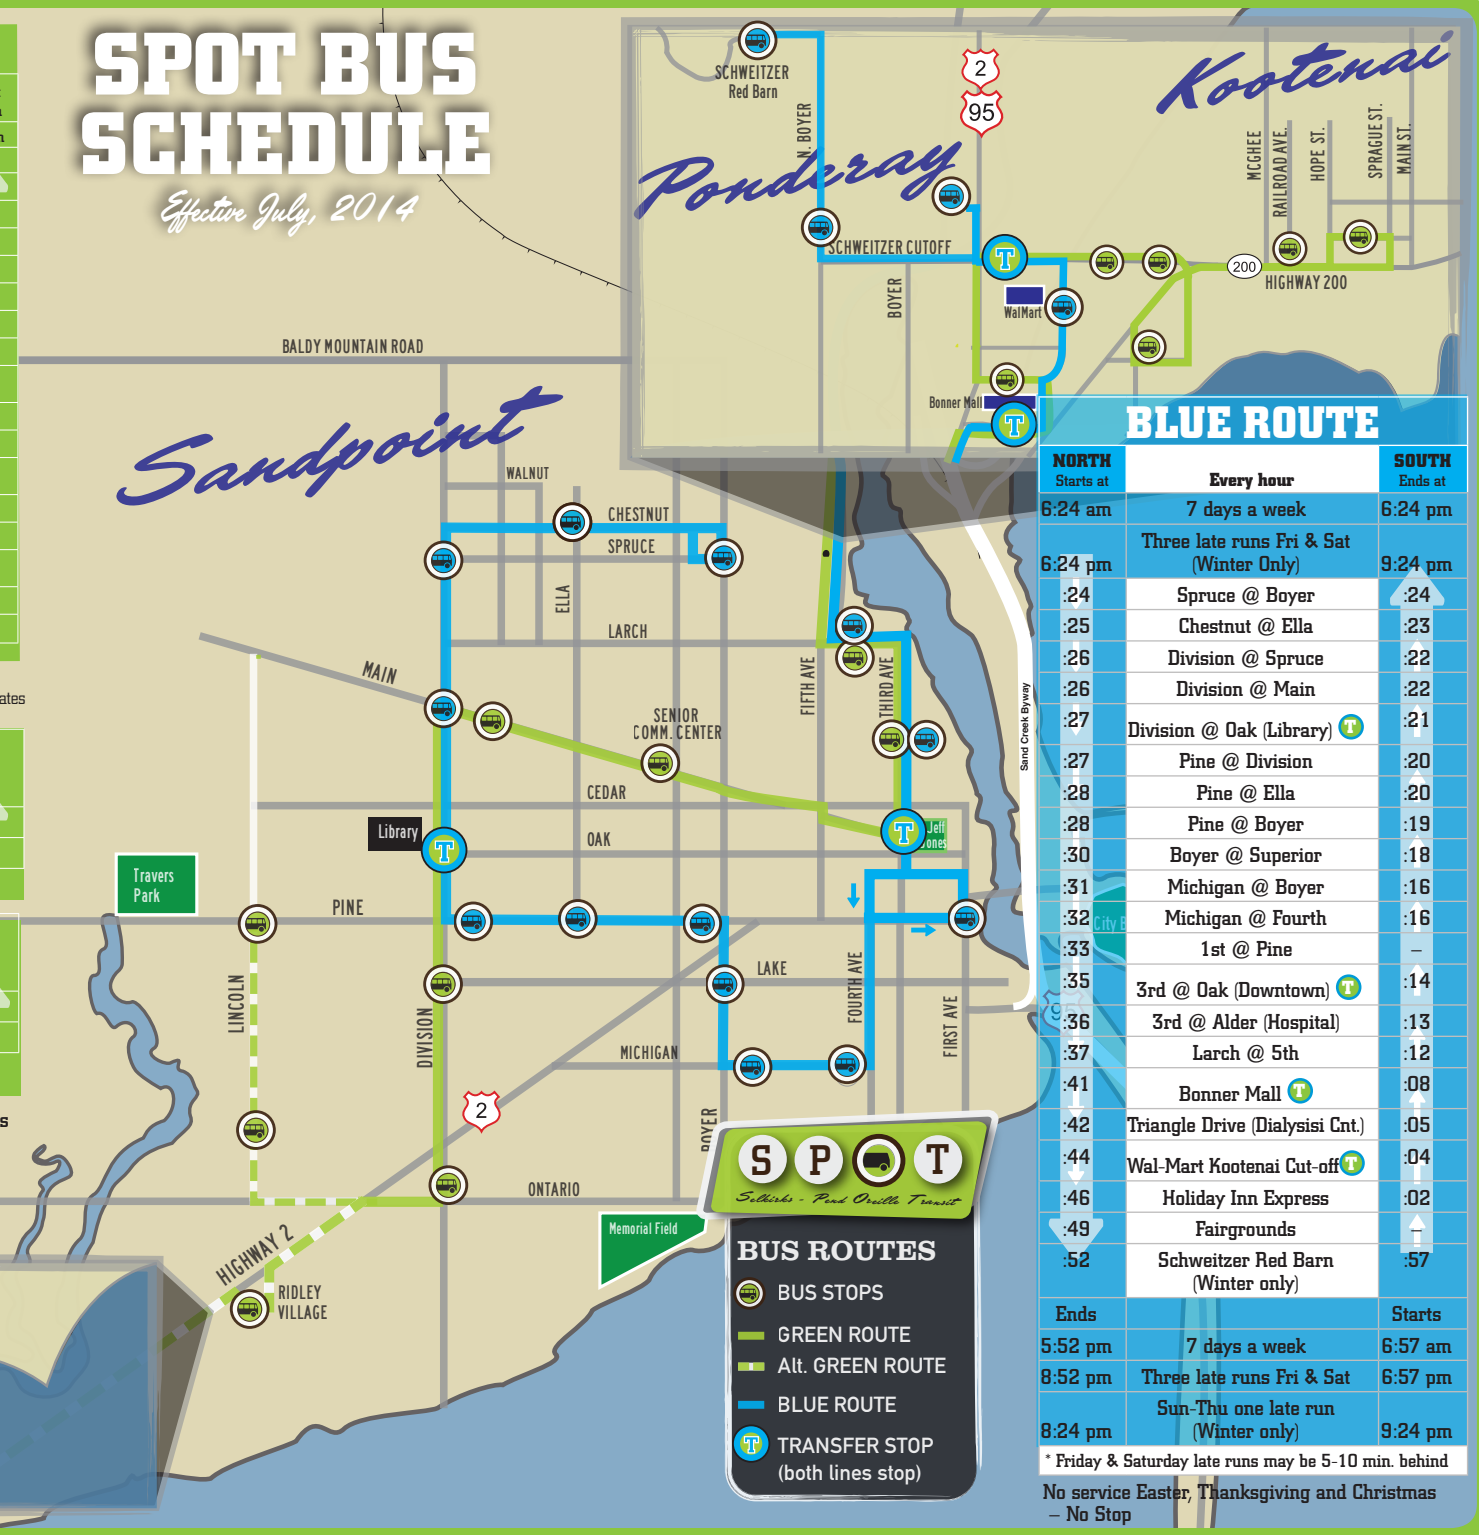 SPOT BUS
SCHEDULE
Effective July, 2014
Kootenai
Ponderay
Sandpoint
SCHWEITZER
Red Barn
N. BOYER
2
95
MCGHEE
RAILROAD AVE.
HOPE ST.
SPRAGUE ST.
MAIN ST.
SCHWEITZER CUTOFF
BOYER
T
WalMart
200
HIGHWAY 200
Bonner Mall
T
BALDY MOUNTAIN ROAD
WALNUT
CHESTNUT
SPRUCE
ELLA
LARCH
MAIN
FIFTH AVE
THIRD AVE
SENIOR
COMM. CENTER
Sand Creek Byway
CEDAR
Library
T
OAK
T
Jeff
Jones
Travers
Park
PINE
LINCOLN
DIVISION
LAKE
FOURTH AVE
FIRST AVE
MICHIGAN
2
BOYER
ONTARIO
HIGHWAY 2
RIDLEY
VILLAGE
Memorial Field
City B
95
ates
s
S P T
Selkirks - Pend Oreille Transit
BUS ROUTES
BUS STOPS
GREEN ROUTE
Alt. GREEN ROUTE
BLUE ROUTE
T TRANSFER STOP
(both lines stop)
BLUE ROUTE
NORTH SOUTH
Starts at Every hour Ends at
6:24 am 7 days a week 6:24 pm
Three late runs Fri & Sat
6:24 pm (Winter Only) 9:24 pm
:24 Spruce @ Boyer :24
:25 Chestnut @ Ella :23
:26 Division @ Spruce :22
:26 Division @ Main :22
:27 Division @ Oak (Library) T :21
:27 Pine @ Division :20
:28 Pine @ Ella :20
:28 Pine @ Boyer :19
:30 Boyer @ Superior :18
:31 Michigan @ Boyer :16
:32 Michigan @ Fourth :16
:33 1st @ Pine –
:35 3rd @ Oak (Downtown) T :14
:36 3rd @ Alder (Hospital) :13
:37 Larch @ 5th :12
:41 Bonner Mall T :08
:42 Triangle Drive (Dialysisi Cnt.) :05
:44 Wal-Mart Kootenai Cut-off T :04
:46 Holiday Inn Express :02
:49 Fairgrounds –
:52 Schweitzer Red Barn :57
(Winter only)
Ends Starts
5:52 pm 7 days a week 6:57 am
8:52 pm Three late runs Fri & Sat 6:57 pm
Sun-Thu one late run
8:24 pm (Winter only) 9:24 pm
* Friday & Saturday late runs may be 5-10 min. behind
No service Easter, Thanksgiving and Christmas
– No Stop